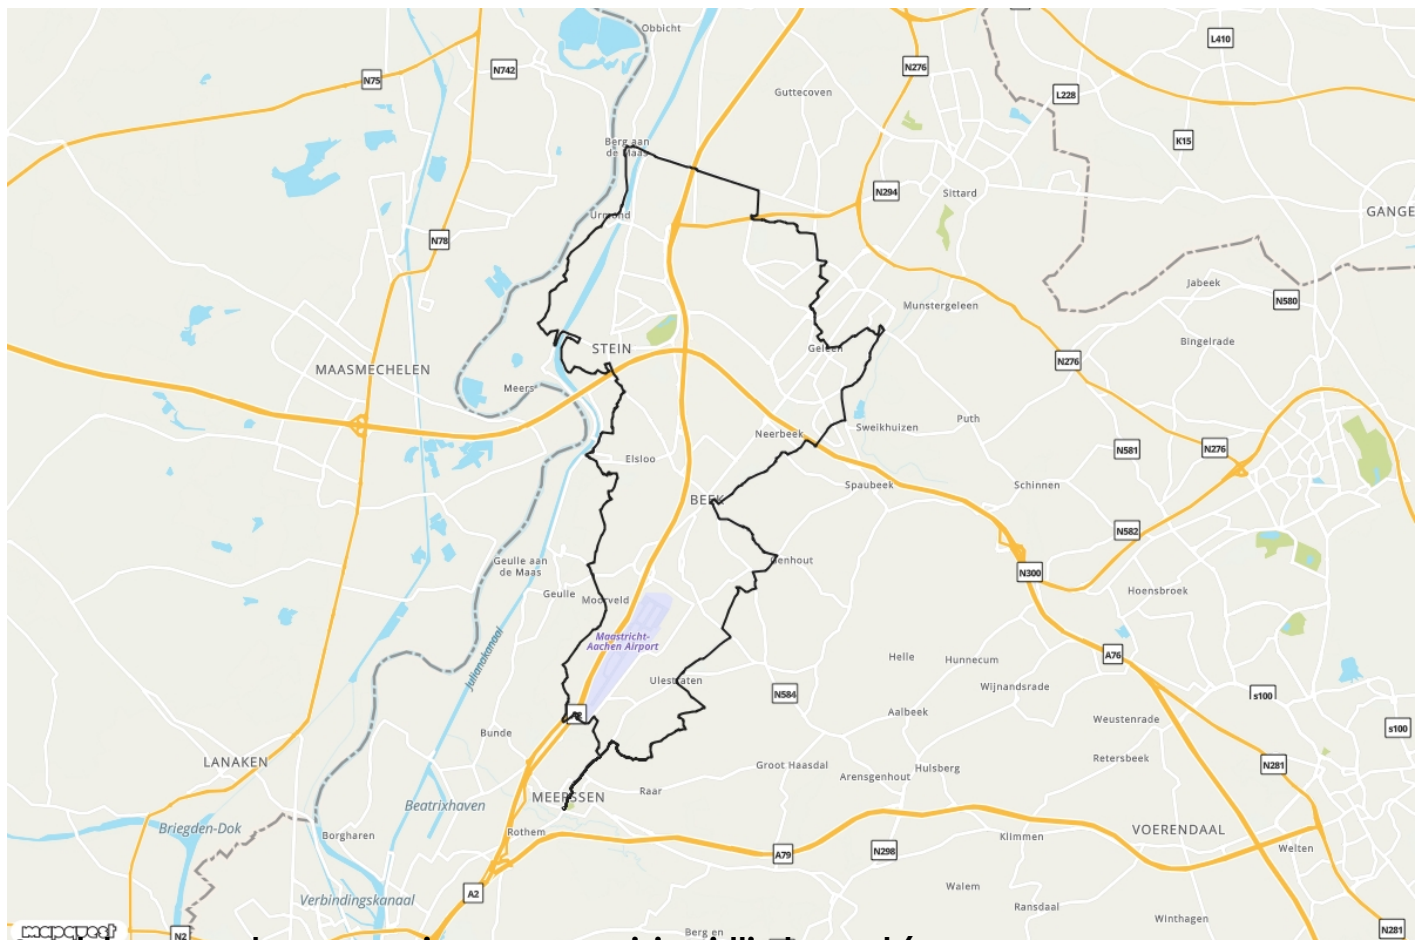 Obbicht
L410
N276
N742
N75
Guttecoven
L228
K15
Berg aan
de Maas
N294
Sittard
Urmond
GANGE
N78
Jabeek
N580
Munstergeleen
Bingelrade
STEIN
Geleen
N276
MAASMECHELEN
Meers
Puth
Sweikhuizen
Neerbeek
N581
N276
Elsloo
Spaubeek
Schinnen
BEEK
N582
Genhout
Geulle aan
de Maas
N300
Geulle
Moorveld
Hoensbroek
Maastricht-
Aachen Airport
Julianakanaal
Helle
Hunnecum
A76
Ulestraten
Wijnandsrade
N584
s100
Aalbeek
Weustenrade
s100
Bunde
LANAKEN
Groot Haasdal
Hulsberg
Retersbeek
N281
Arensgenhout
MEERSSEN
Raar
Beatrixhaven
Briegden-Dok
Borgharen
Rothem
Klimmen
VOERENDAAL
A79
N298
Welten
A2
Walem
Verbindingskanaal
Ransdaal
Winthagen
N2
mapquest
Berg en
N281